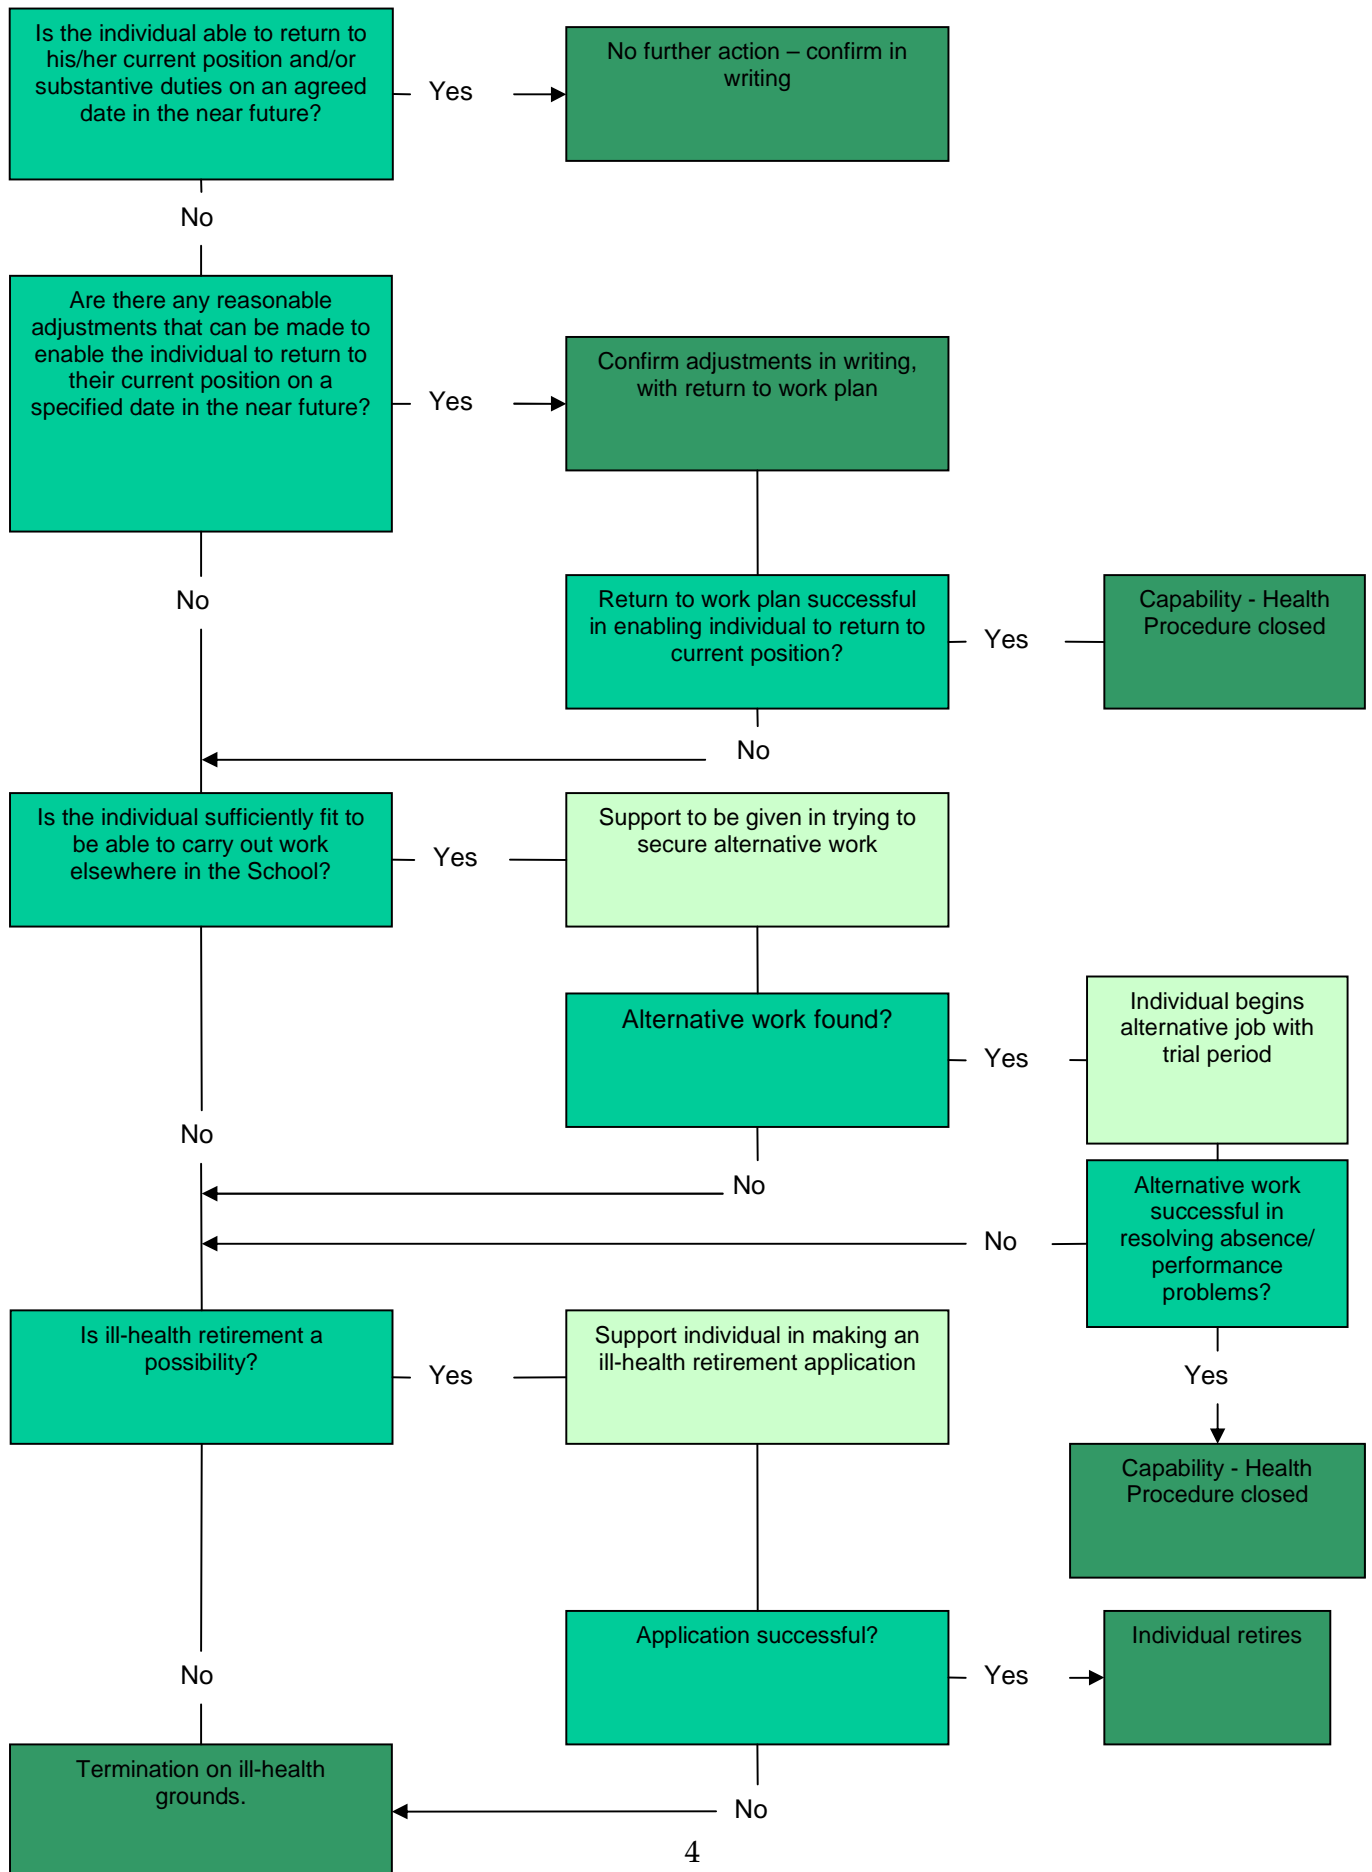 Is the individual able to return to
his/her current position and/or
substantive duties on an agreed
date in the near future?
Yes
No further action – confirm in
writing
No
Are there any reasonable
adjustments that can be made to
enable the individual to return to
their current position on a
specified date in the near future?
Yes
Confirm adjustments in writing,
with return to work plan
No
Return to work plan successful
in enabling individual to return to
current position?
Yes
Capability - Health
Procedure closed
No
Is the individual sufficiently fit to
be able to carry out work
elsewhere in the School?
Yes
Support to be given in trying to
secure alternative work
Alternative work found?
Yes
Individual begins
alternative job with
trial period
No
No
Alternative work
successful in
resolving absence/
performance
problems?
No
Yes
Capability - Health
Procedure closed
Is ill-health retirement a
possibility?
Yes
Support individual in making an
ill-health retirement application
Application successful?
Yes
Individual retires
No
Termination on ill-health
grounds.
No
4